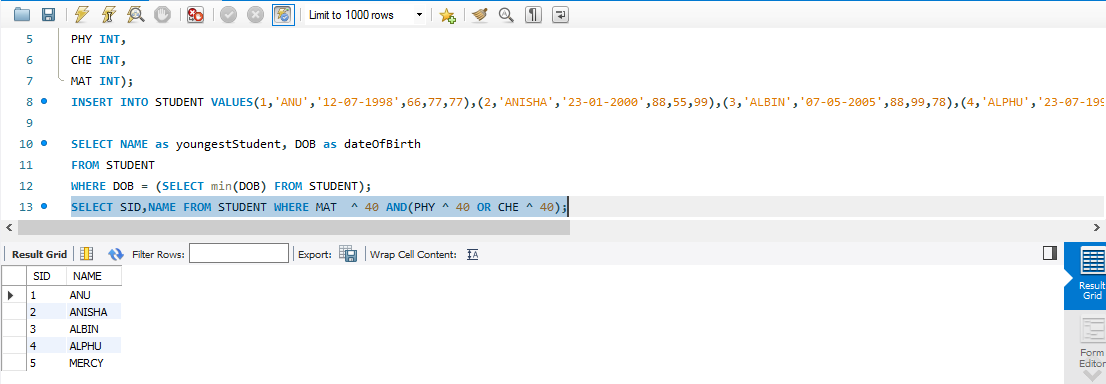 Limit to 1000 rows
5 PHY INT,
6 CHE INT,
7 MAT INT);
8 INSERT INTO STUDENT VALUES(1,'ANU','12-07-1998',66,77,77),(2,'ANISHA','23-01-2000',88,55,99),(3,'ALBIN','07-05-2005',88,99,78),(4,'ALPHU','23-07-199
9
10 SELECT NAME as youngestStudent, DOB as dateOfBirth
11 FROM STUDENT
12 WHERE DOB = (SELECT min(DOB) FROM STUDENT);
13 SELECT SID,NAME FROM STUDENT WHERE MAT  ^ 40 AND(PHY ^ 40 OR CHE ^ 40);
Result Grid Filter Rows: Export: Wrap Cell Content:
SID NAME
1 ANU
2 ANISHA
3 ALBIN
4 ALPHU
5 MERCY
Result
Grid
Form
Editor